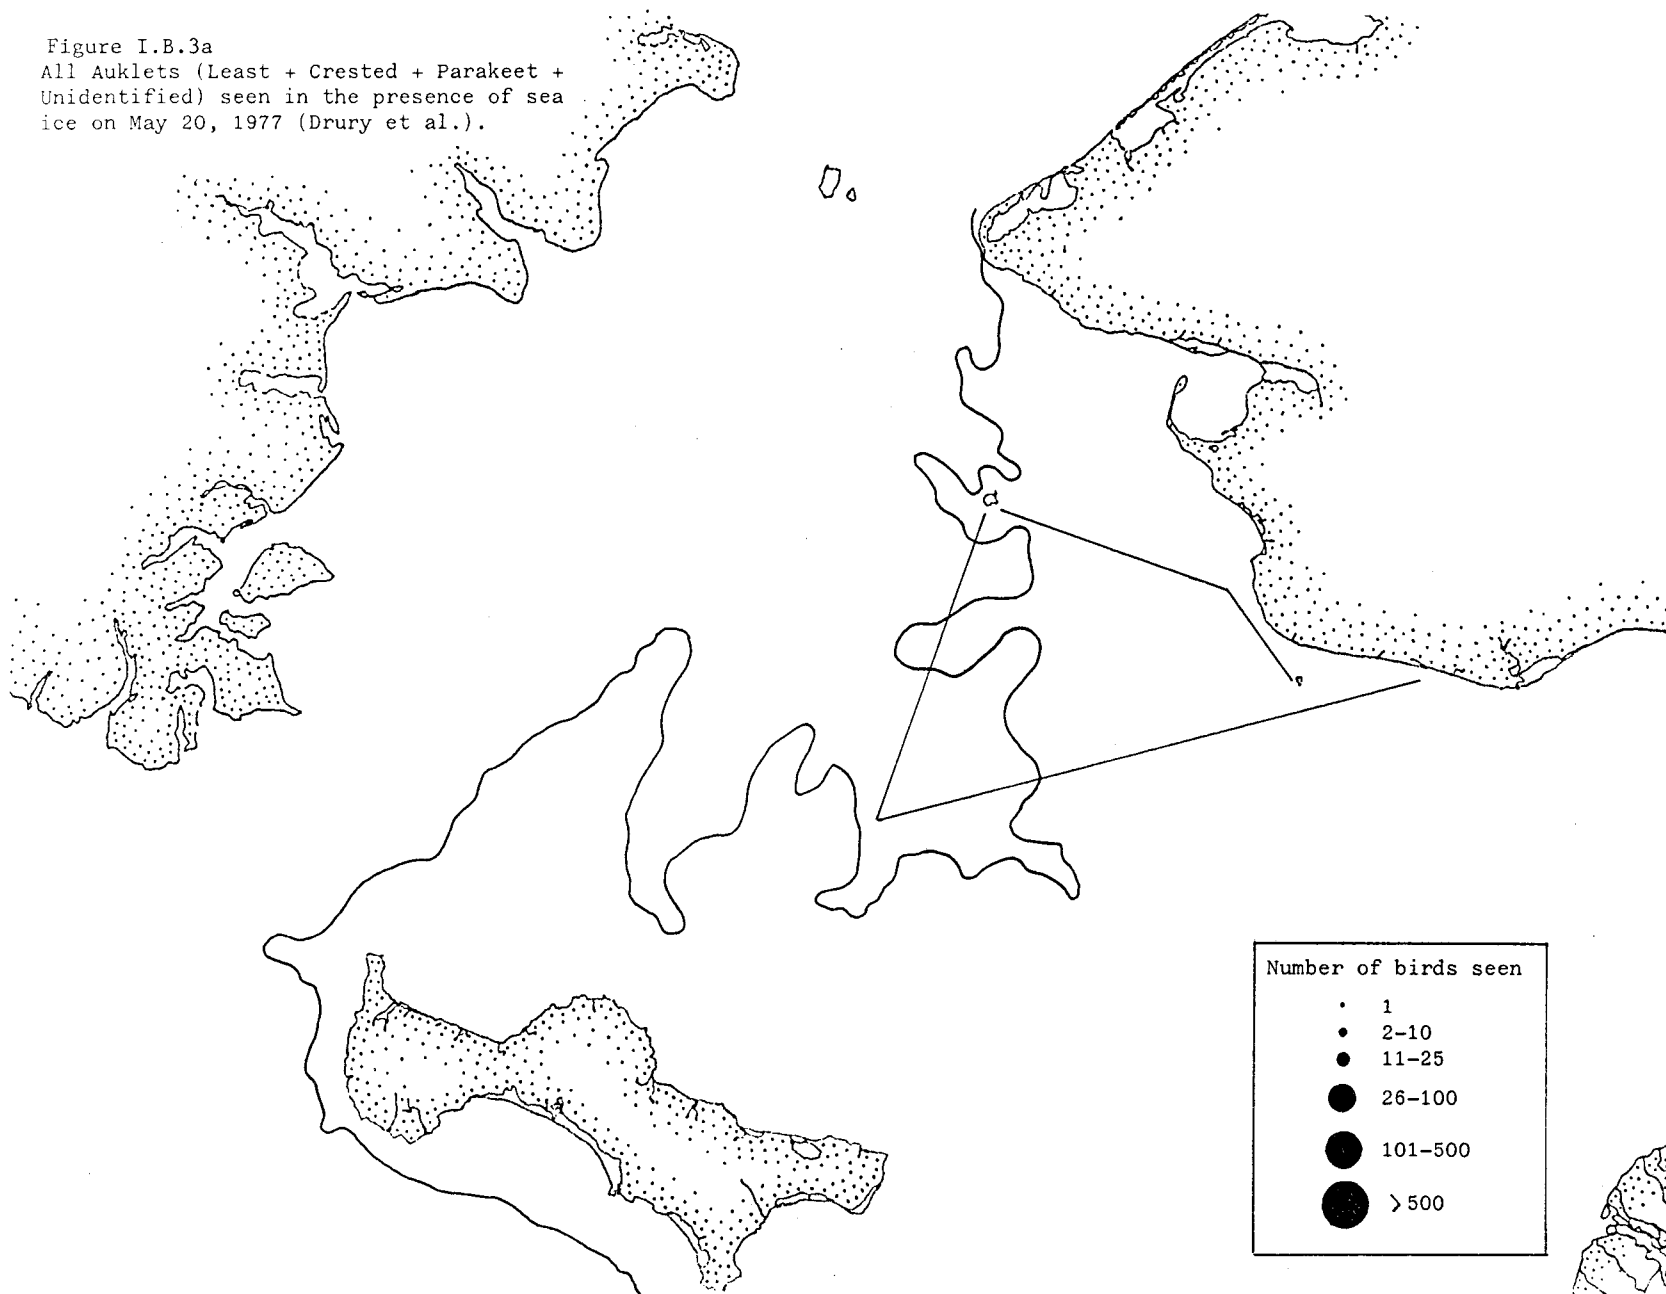 Figure I.B.3a
All Auklets (Least + Crested + Parakeet +
Unidentified) seen in the presence of sea
ice on May 20, 1977 (Drury et al.).
Number of birds seen
1
2-10
11-25
26-100
101-500
>500